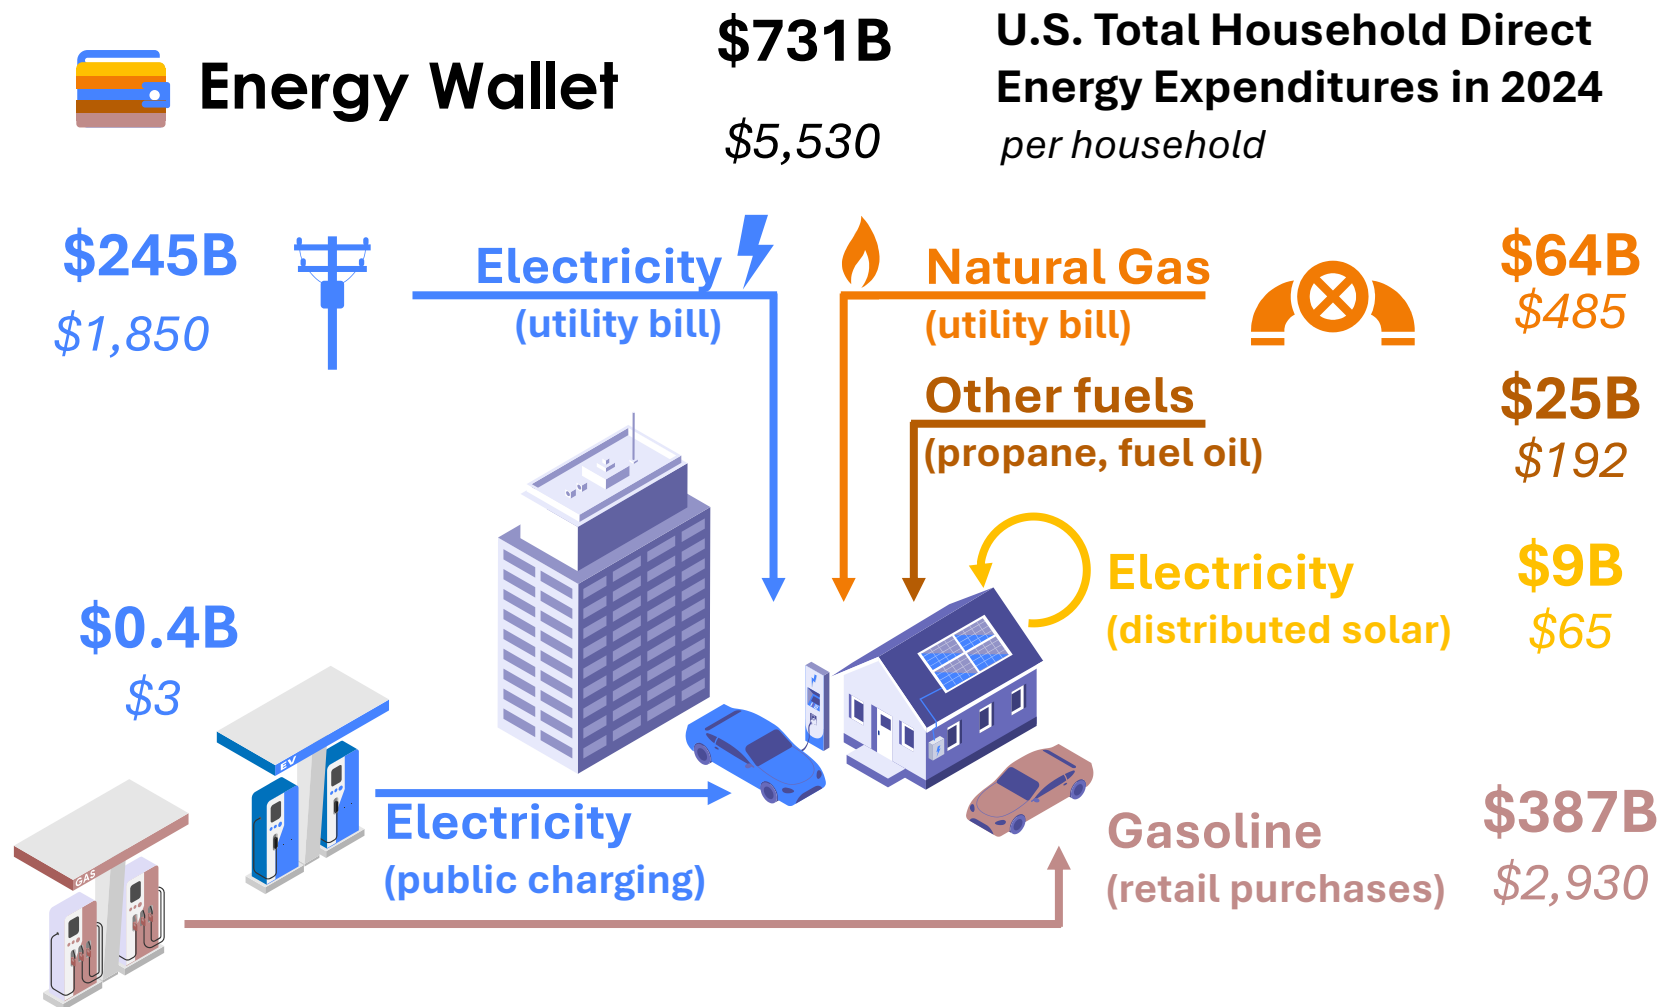 Energy Wallet
$731B
$5,530
U.S. Total Household Direct
Energy Expenditures in 2024
per household
$245B
$1,850
Electricity
(utility bill)
Natural Gas
(utility bill)
$64B
$485
Other fuels
(propane, fuel oil)
$25B
$192
Electricity
(distributed solar)
$9B
$65
$0.4B
$3
EV
Electricity
(public charging)
GAS
Gasoline
(retail purchases)
$387B
$2,930